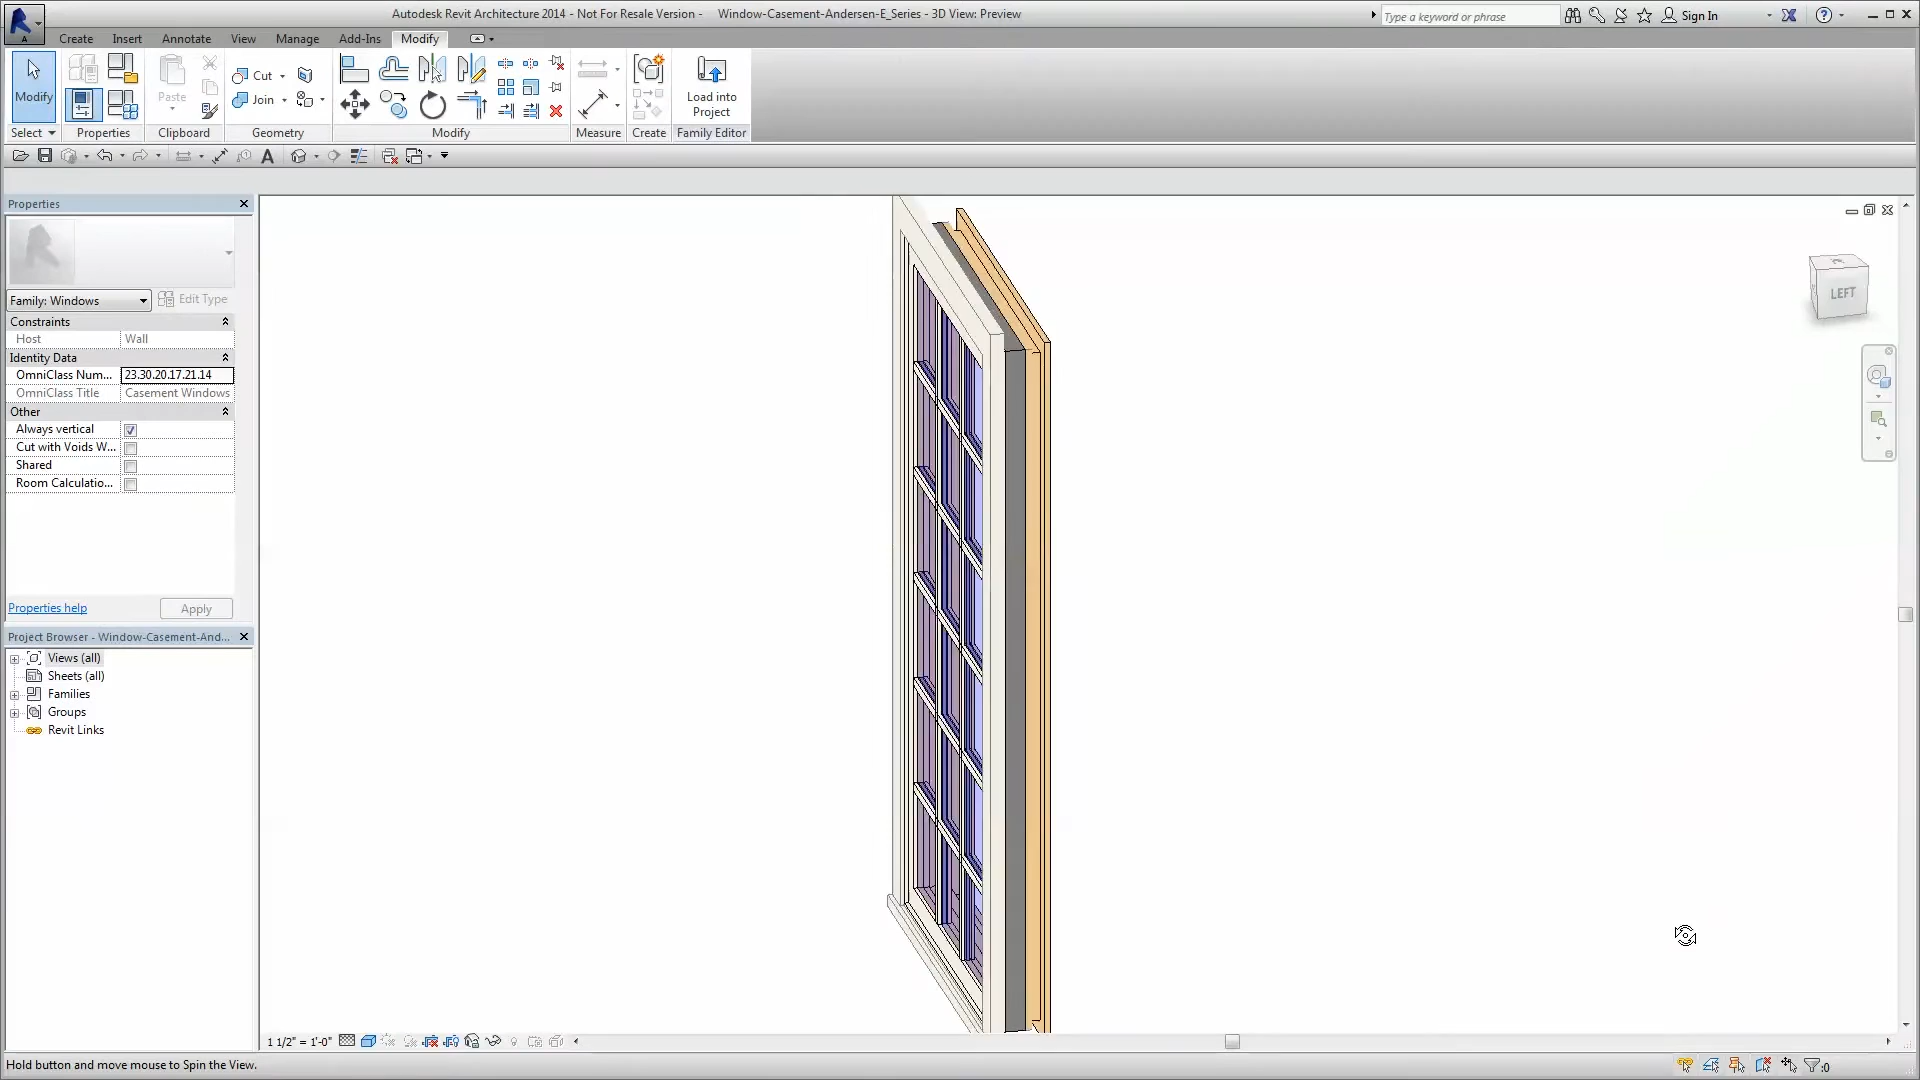 Autodesk Revit Architecture 2014 - Not For Resale Version - Window-Casement-Andersen-E_Series - 3D View: Preview
Type a keyword or phrase
Sign In
A
Create Insert Annotate View Manage Add-Ins Modify
Modify
Paste
Cut
Join
Load into
Project
Select Properties Clipboard Geometry Modify Measure Create Family Editor
A
Properties
Family: Windows
Edit Type
Constraints
Host Wall
Identity Data
OmniClass Num... 23.30.20.17.21.14
OmniClass Title Casement Windows
Other
Always vertical
Cut with Voids W...
Shared
Room Calculatio...
Properties help
Apply
Project Browser - Window-Casement-And...
Views (all)
Sheets (all)
Families
Groups
Revit Links
LEFT
1 1/2" = 1'-0"
Hold button and move mouse to Spin the View.
:0